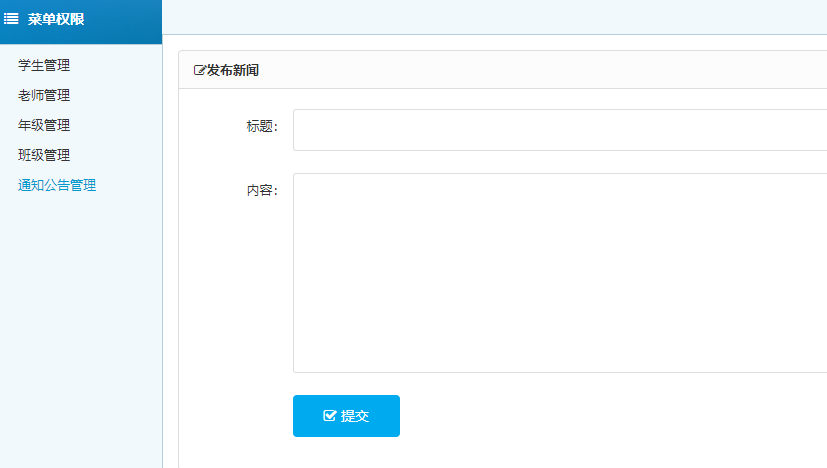 菜单权限
学生管理
老师管理
年级管理
班级管理
通知公告管理
发布新闻
标题：
内容：
提交